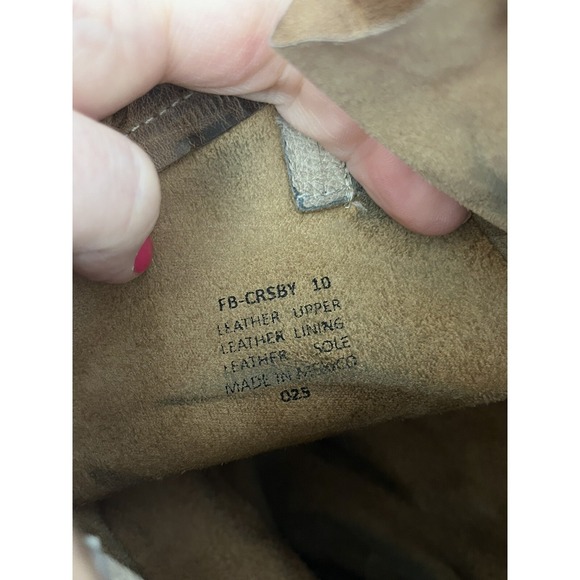 FB-CRSBY 10
LEATHER UPPER
LEATHER LINING
LEATHER SOLE
MADE IN MEXICO
025